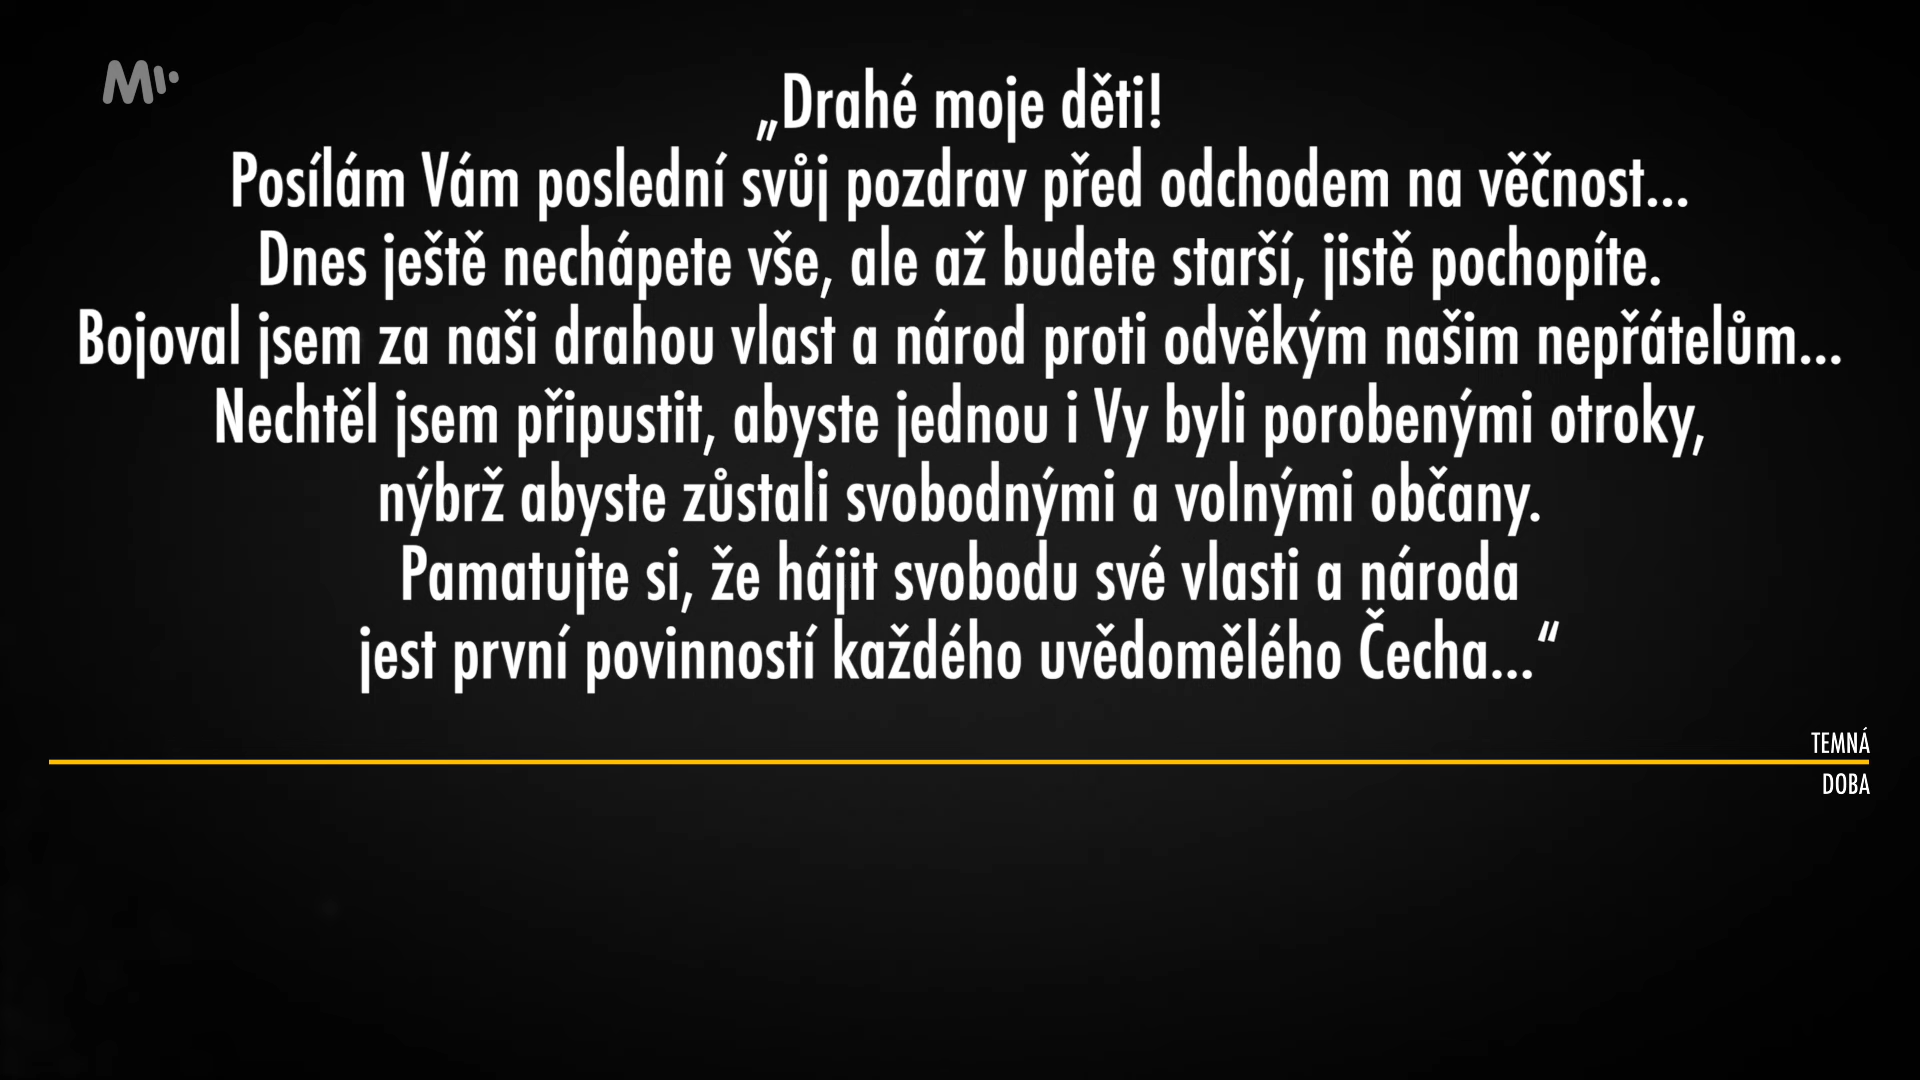 „Drahé moje děti!
Posílám Vám poslední svůj pozdrav před odchodem na věčnost...
Dnes ještě nechápete vše, ale až budete starší, jistě pochopíte.
Bojoval jsem za naši drahou vlast a národ proti odvěkým našim nepřátelům...
Nechtěl jsem připustit, abyste jednou i Vy byli porobenými otroky,
nýbrž abyste zůstali svobodnými a volnými občany.
Pamatujte si, že hájit svobodu své vlasti a národa
jest první povinností každého uvědomělého Čecha...“
TEMNÁ
DOBA